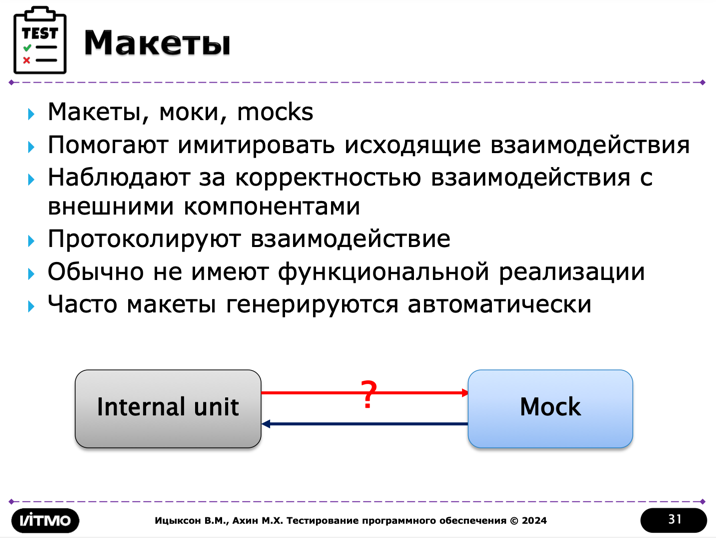 TEST
Макеты
Макеты, моки, mocks
Помогают имитировать исходящие взаимодействия
Наблюдают за корректностью взаимодействия с
внешними компонентами
Протоколируют взаимодействие
Обычно не имеют функциональной реализации
Часто макеты генерируются автоматически
?
Internal unit
Mock
ИТМО
Ицыксон В.М., Ахин М.Х. Тестирование программного обеспечения © 2024
31